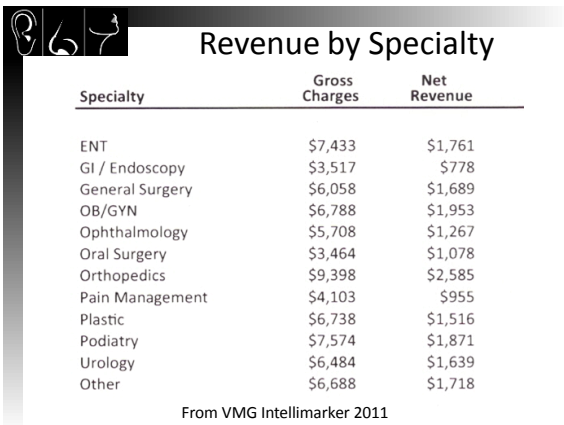 Revenue by Specialty
Specialty Gross Charges Net Revenue
ENT $7,433 $1,761
GI / Endoscopy $3,517 $778
General Surgery $6,058 $1,689
OB/GYN $6,788 $1,953
Ophthalmology $5,708 $1,267
Oral Surgery $3,464 $1,078
Orthopedics $9,398 $2,585
Pain Management $4,103 $955
Plastic $6,738 $1,516
Podiatry $7,574 $1,871
Urology $6,484 $1,639
Other $6,688 $1,718
From VMG Intellimarker 2011